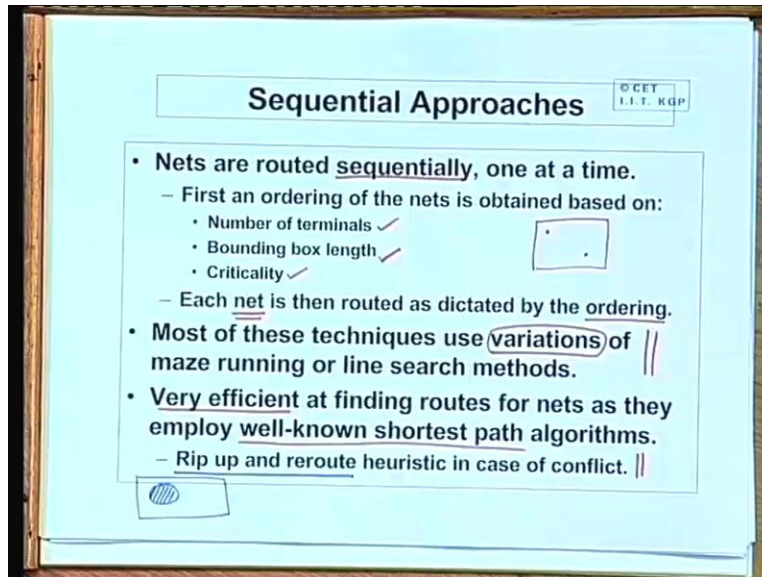 Sequential Approaches
© CET
I.I.T. KGP
• Nets are routed sequentially, one at a time.
– First an ordering of the nets is obtained based on:
• Number of terminals
• Bounding box length
• Criticality
– Each net is then routed as dictated by the ordering.
• Most of these techniques use variations of
maze running or line search methods.
• Very efficient at finding routes for nets as they
employ well-known shortest path algorithms.
– Rip up and reroute heuristic in case of conflict.